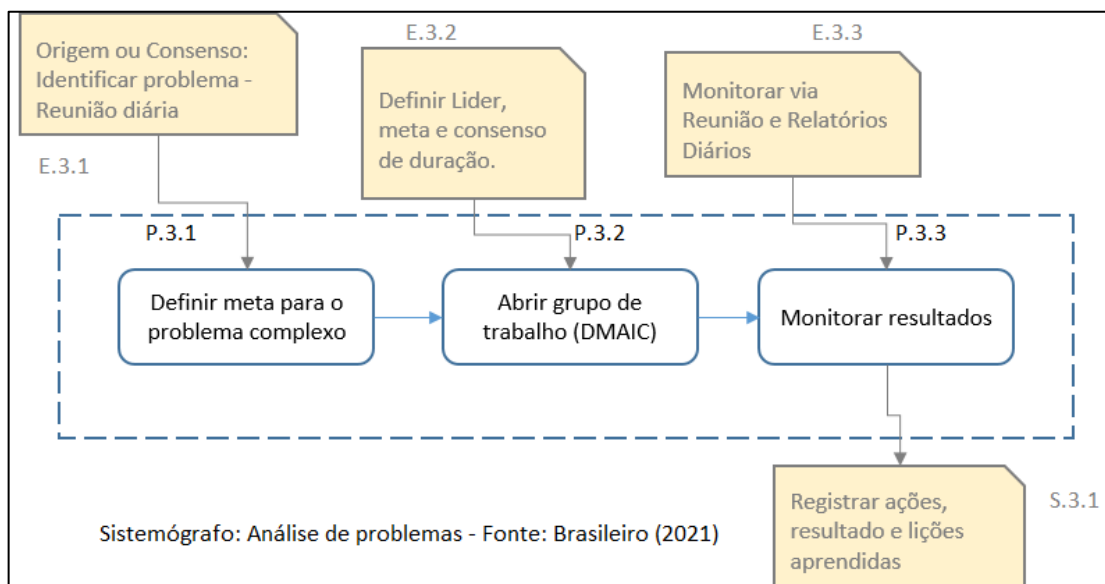 E.3.2
E.3.3
Origem ou Consenso:
Identificar problema -
Reunião diária
Definir Lider,
meta e consenso
de duração.
Monitorar via
Reunião e Relatórios
Diários
E.3.1
P.3.1
P.3.2
P.3.3
Definir meta para o
problema complexo
Abrir grupo de
trabalho (DMAIC)
Monitorar resultados
Registrar ações,
resultado e lições
aprendidas
S.3.1
Sistemógrafo: Análise de problemas - Fonte: Brasileiro (2021)